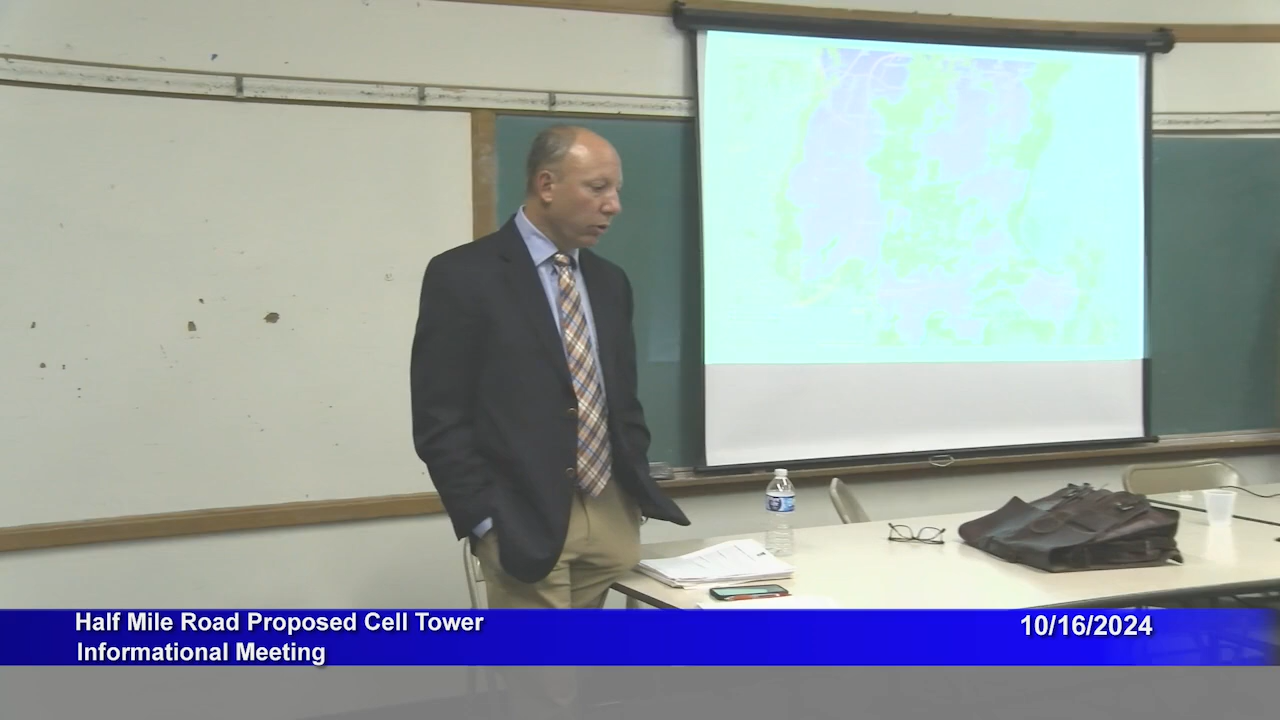 Half Mile Road Proposed Cell Tower
Informational Meeting
10/16/2024